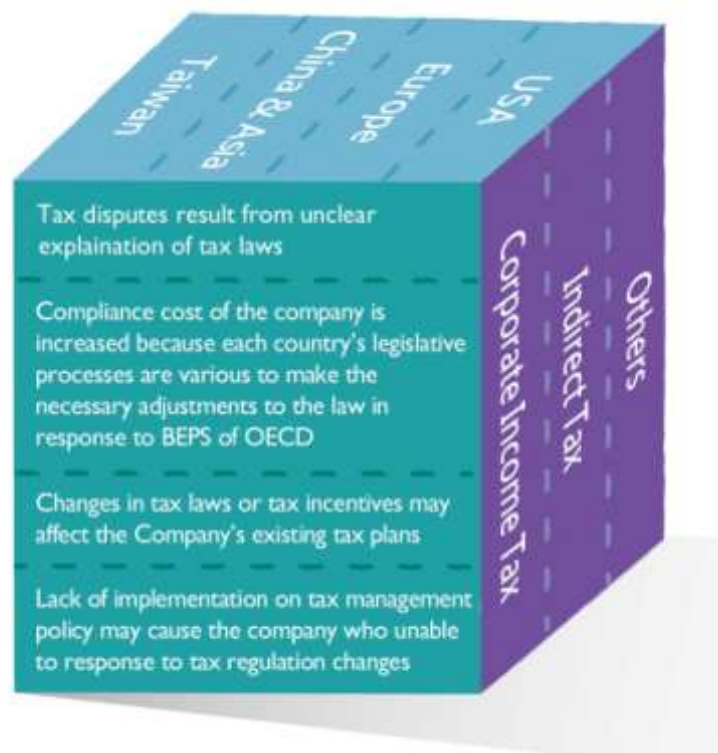 Taiwan
China & Asia
Europe
USA
Tax disputes result from unclear
explaination of tax laws
Compliance cost of the company is
increased because each country's legislative
processes are various to make the
necessary adjustments to the law in
response to BEPS of OECD
Changes in tax laws or tax incentives may
affect the Company's existing tax plans
Lack of implementation on tax management
policy may cause the company who unable
to response to tax regulation changes
Corporate Income Tax
Indirect Tax
Others